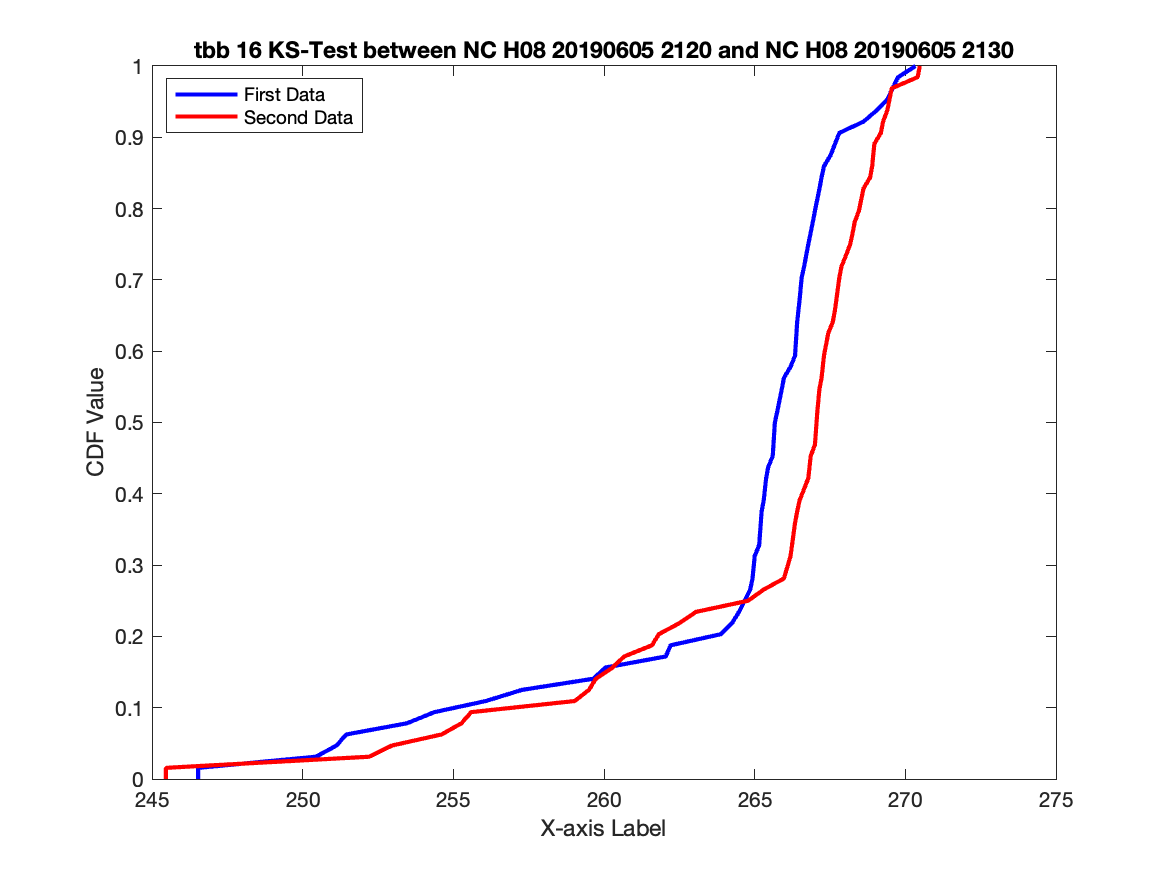 tbb 16 KS-Test between NC H08 20190605 2120 and NC H08 20190605 2130
First Data
Second Data
1
0.9
0.8
0.7
0.6
0.5
0.4
0.3
0.2
0.1
0
CDF Value
245 250 255 260 265 270 275
X-axis Label